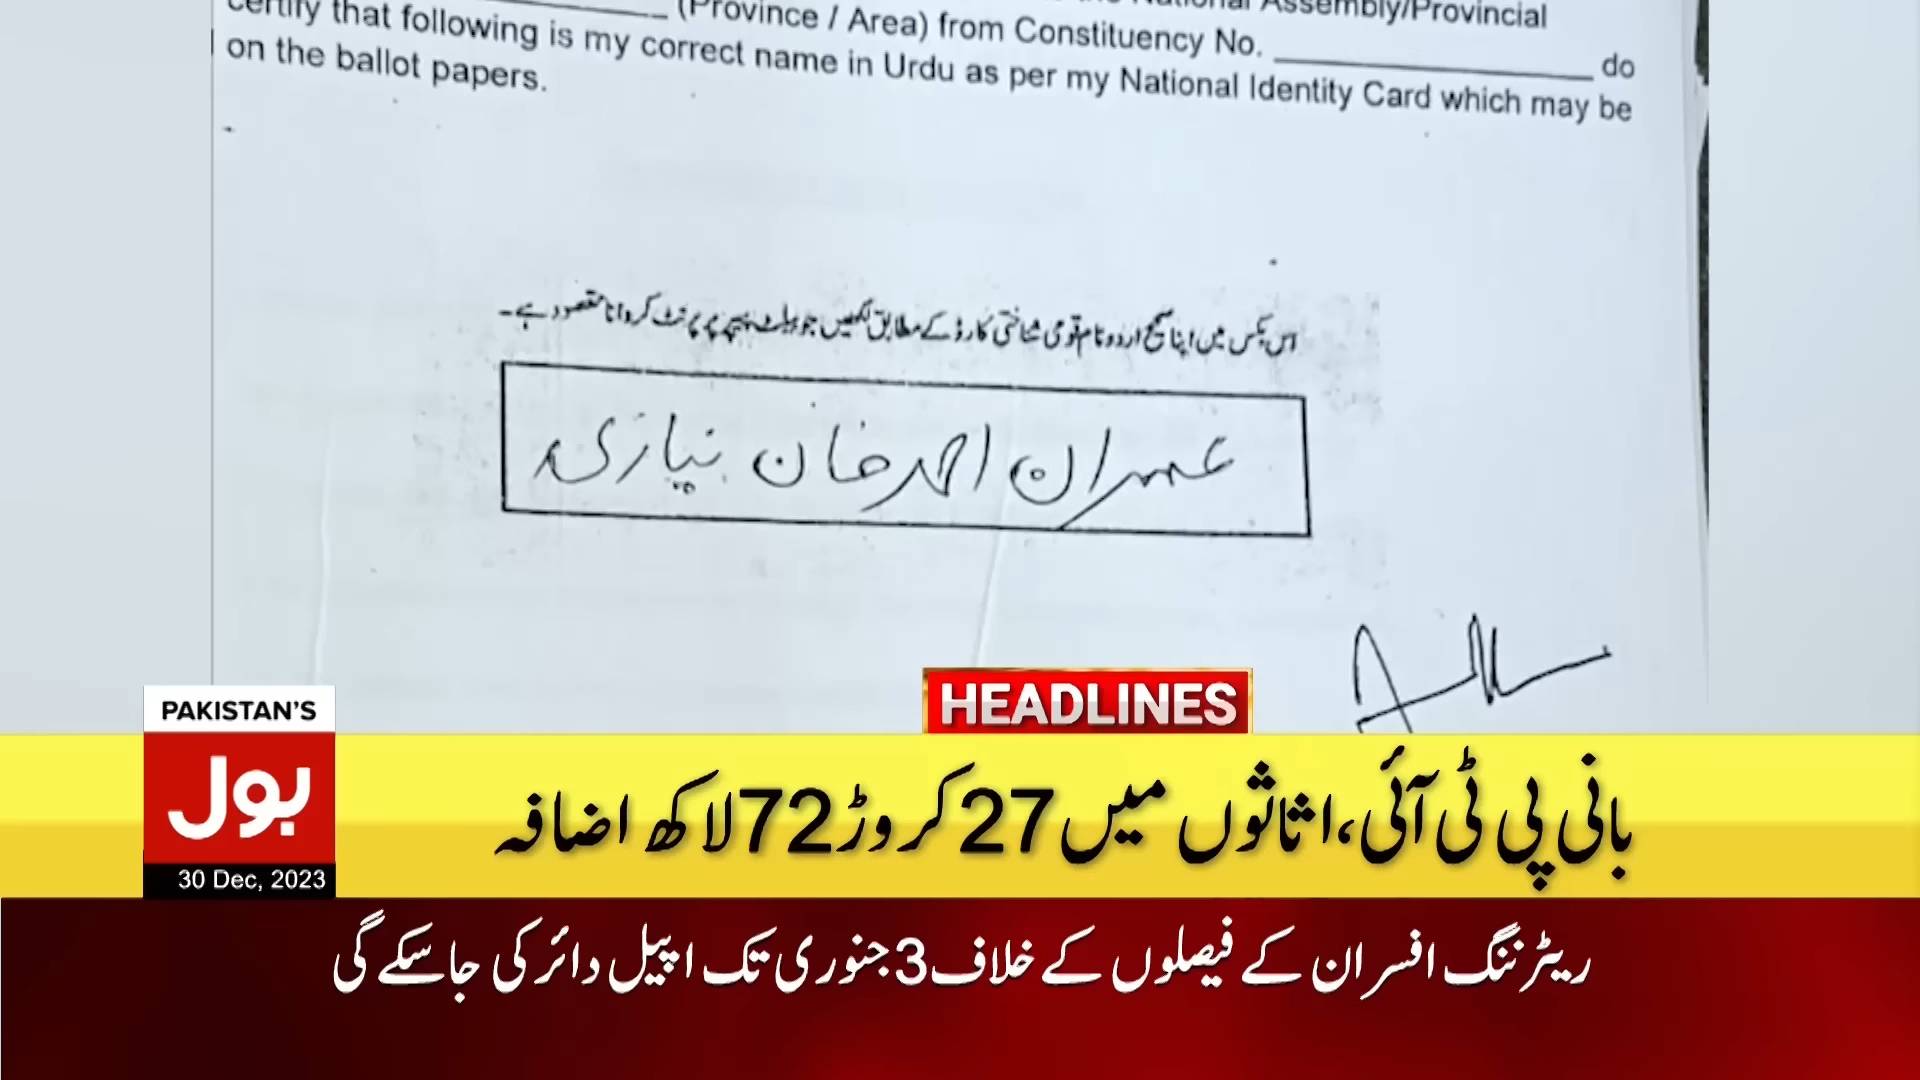 Assembly/Provincial
(Province / Area) from Constituency No. ____________ do
certify that following is my correct name in Urdu as per my National Identity Card which may be
on the ballot papers.
اس بکس میں اپنا صحیح اردو نام قومی شناختی کارڈ کے مطابق لکھیں جو بیلٹ پیپر پر پرنٹ کروانا مقصود ہے۔
عمران احمد خان نیازی
HEADLINES
PAKISTAN'S
بول
30 Dec, 2023
بانی پی ٹی آئی، اثاثوں میں 27 کروڑ 72 لاکھ اضافہ
ریٹرننگ افسران کے فیصلوں کے خلاف 3 جنوری تک اپیل دائر کی جا سکے گی